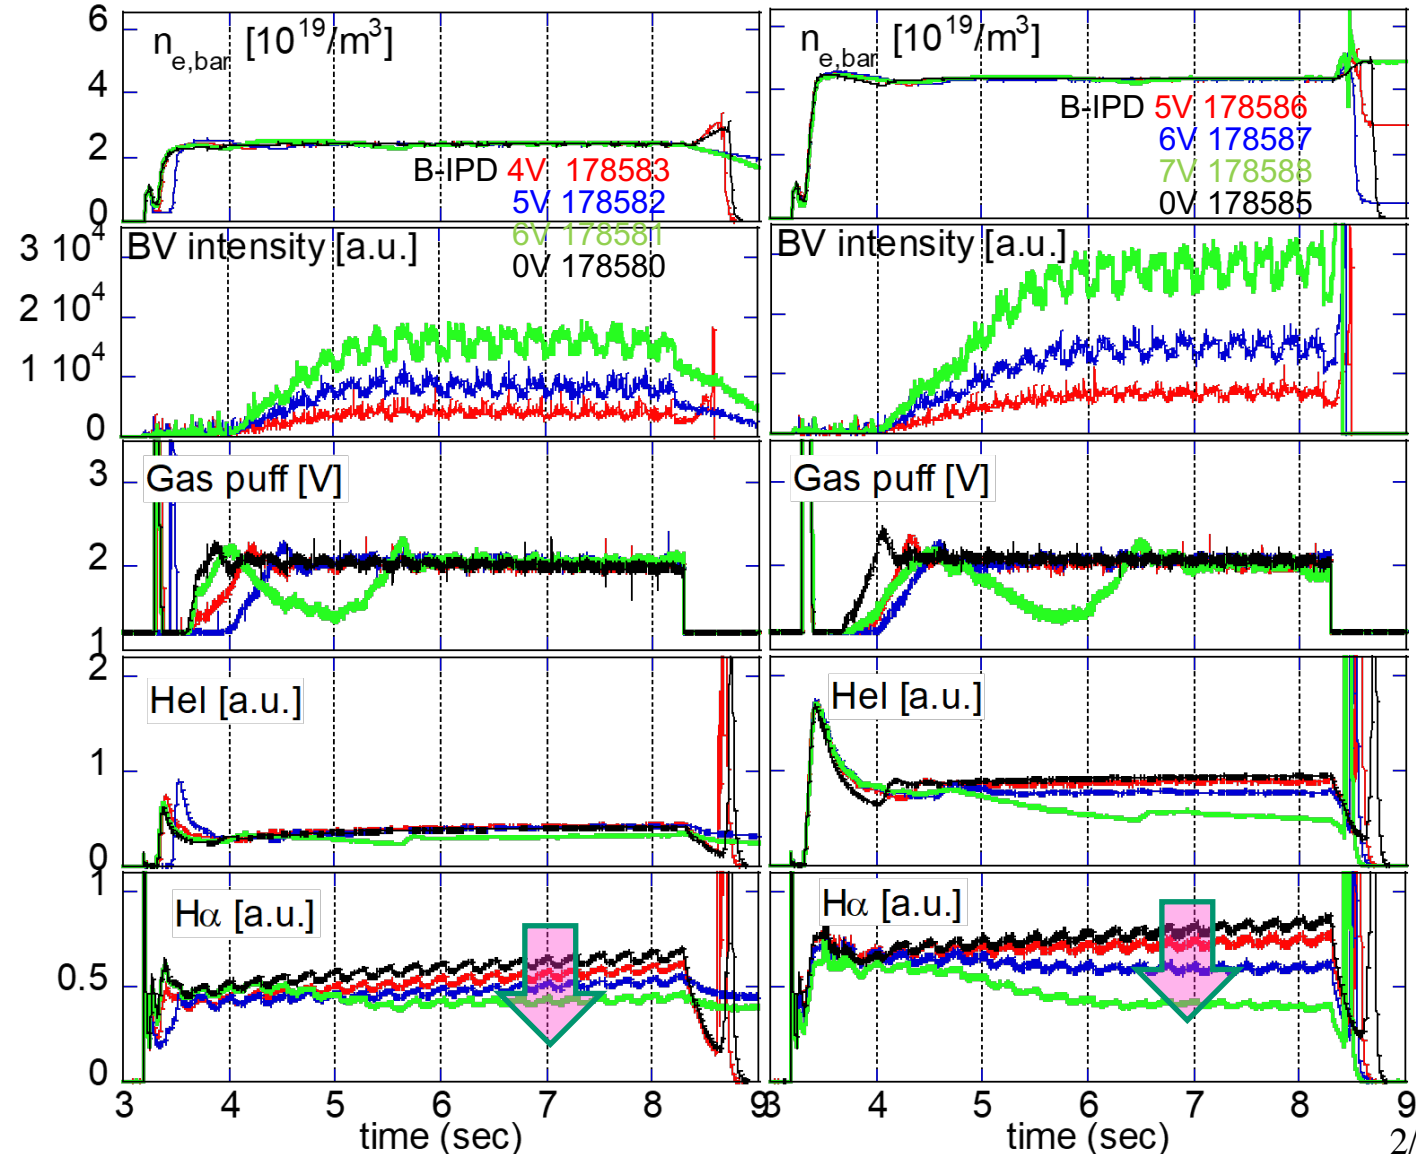 6
4
2
0
n e,bar [10^19/m^3]
B-IPD 4V 178583
5V 178582
6V 178581
0V 178580
n e,bar [10^19/m^3]
B-IPD 5V 178586
6V 178587
7V 178588
0V 178585
3 10^4
2 10^4
1 10^4
0
BV intensity [a.u.]
BV intensity [a.u.]
3
2
1
Gas puff [V]
Gas puff [V]
2
1
0
HeI [a.u.]
HeI [a.u.]
1
0.5
0
Hα [a.u.]
Hα [a.u.]
3 4 5 6 7 8 9
time (sec)
3 4 5 6 7 8 9
time (sec)
2/